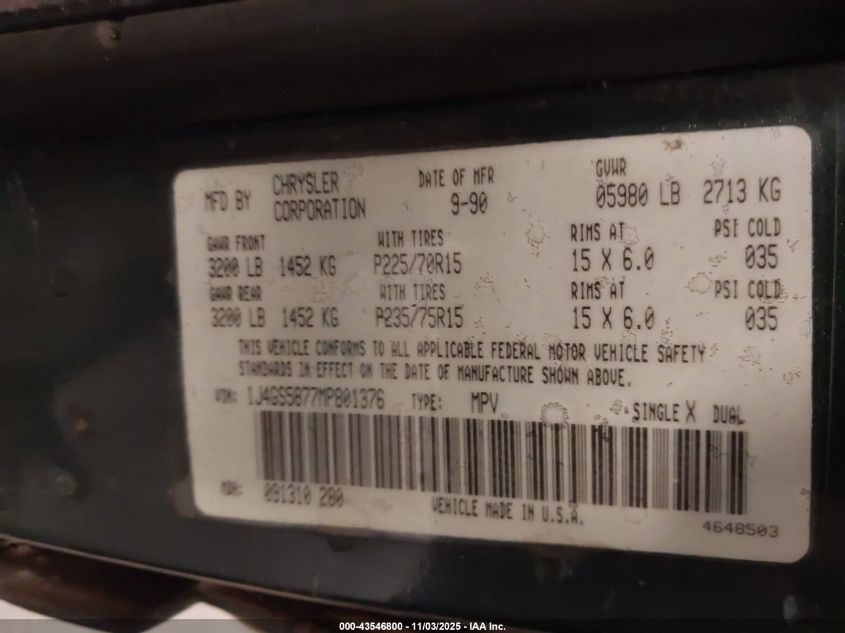 MFD BY CHRYSLER CORPORATION DATE OF MFR 9-90 GVWR 05980 LB 2713 KG
GAWR FRONT WITH TIRES RIMS AT PSI COLD
3200 LB 1452 KG P225/70R15 15 X 6.0 035
GAWR REAR WITH TIRES RIMS AT PSI COLD
3200 LB 1452 KG P235/75R15 15 X 6.0 035
THIS VEHICLE CONFORMS TO ALL APPLICABLE FEDERAL MOTOR VEHICLE SAFETY
STANDARDS IN EFFECT ON THE DATE OF MANUFACTURE SHOWN ABOVE.
VIN: 1J4GS5877MP801376 TYPE: MPV SINGLE X DUAL
MDH: 091310 280 VEHICLE MADE IN U.S.A.
4648503
000-43546800 - 11/03/2025 - IAA Inc.